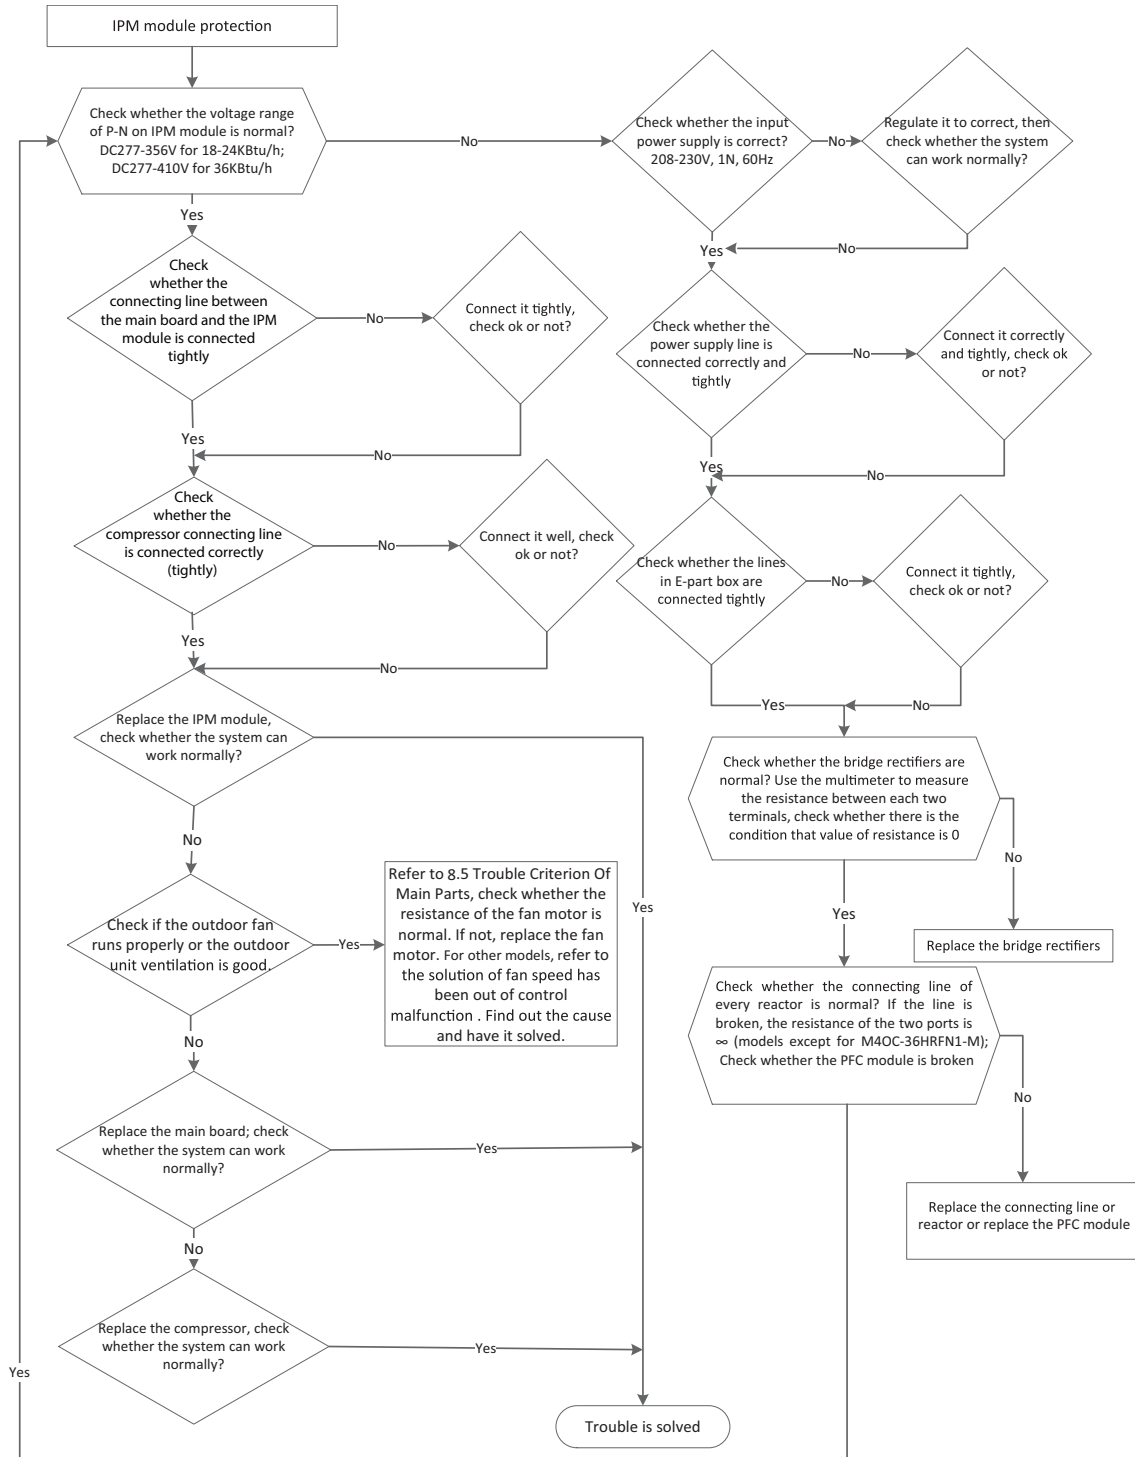 IPM module protection
Check whether the voltage range
of P-N on IPM module is normal?
DC277-356V for 18-24KBtu/h;
DC277-410V for 36KBtu/h
No
Check whether the input
power supply is correct?
208-230V, 1N, 60Hz
No
Regulate it to correct, then
check whether the system
can work normally?
Yes
Yes
No
Check
whether the
connecting line between
the main board and the IPM
module is connected
tightly
No
Connect it tightly,
check ok or not?
Check whether the
power supply line is
connected correctly and
tightly
No
Connect it correctly
and tightly, check ok
or not?
Yes
No
Yes
No
Check
whether the
compressor connecting line
is connected correctly
(tightly)
No
Connect it well, check
ok or not?
Check whether the lines
in E-part box are
connected tightly
No
Connect it tightly,
check ok or not?
Yes
No
Yes
No
Replace the IPM module,
check whether the system can
work normally?
Check whether the bridge rectifiers are
normal? Use the multimeter to measure
the resistance between each two
terminals, check whether there is the
condition that value of resistance is 0
No
No
Yes
Yes
Check if the outdoor fan
runs properly or the outdoor
unit ventilation is good.
Yes
Refer to 8.5 Trouble Criterion Of
Main Parts, check whether the
resistance of the fan motor is
normal. If not, replace the fan
motor. For other models, refer to
the solution of fan speed has
been out of control
malfunction . Find out the cause
and have it solved.
Replace the bridge rectifiers
Check whether the connecting line of
every reactor is normal? If the line is
broken, the resistance of the two ports is
∞ (models except for M4OC-36HRFN1-M);
Check whether the PFC module is broken
No
No
Replace the main board; check
whether the system can work
normally?
Yes
Replace the connecting line or
reactor or replace the PFC module
No
Replace the compressor, check
whether the system can work
normally?
Yes
Yes
Trouble is solved